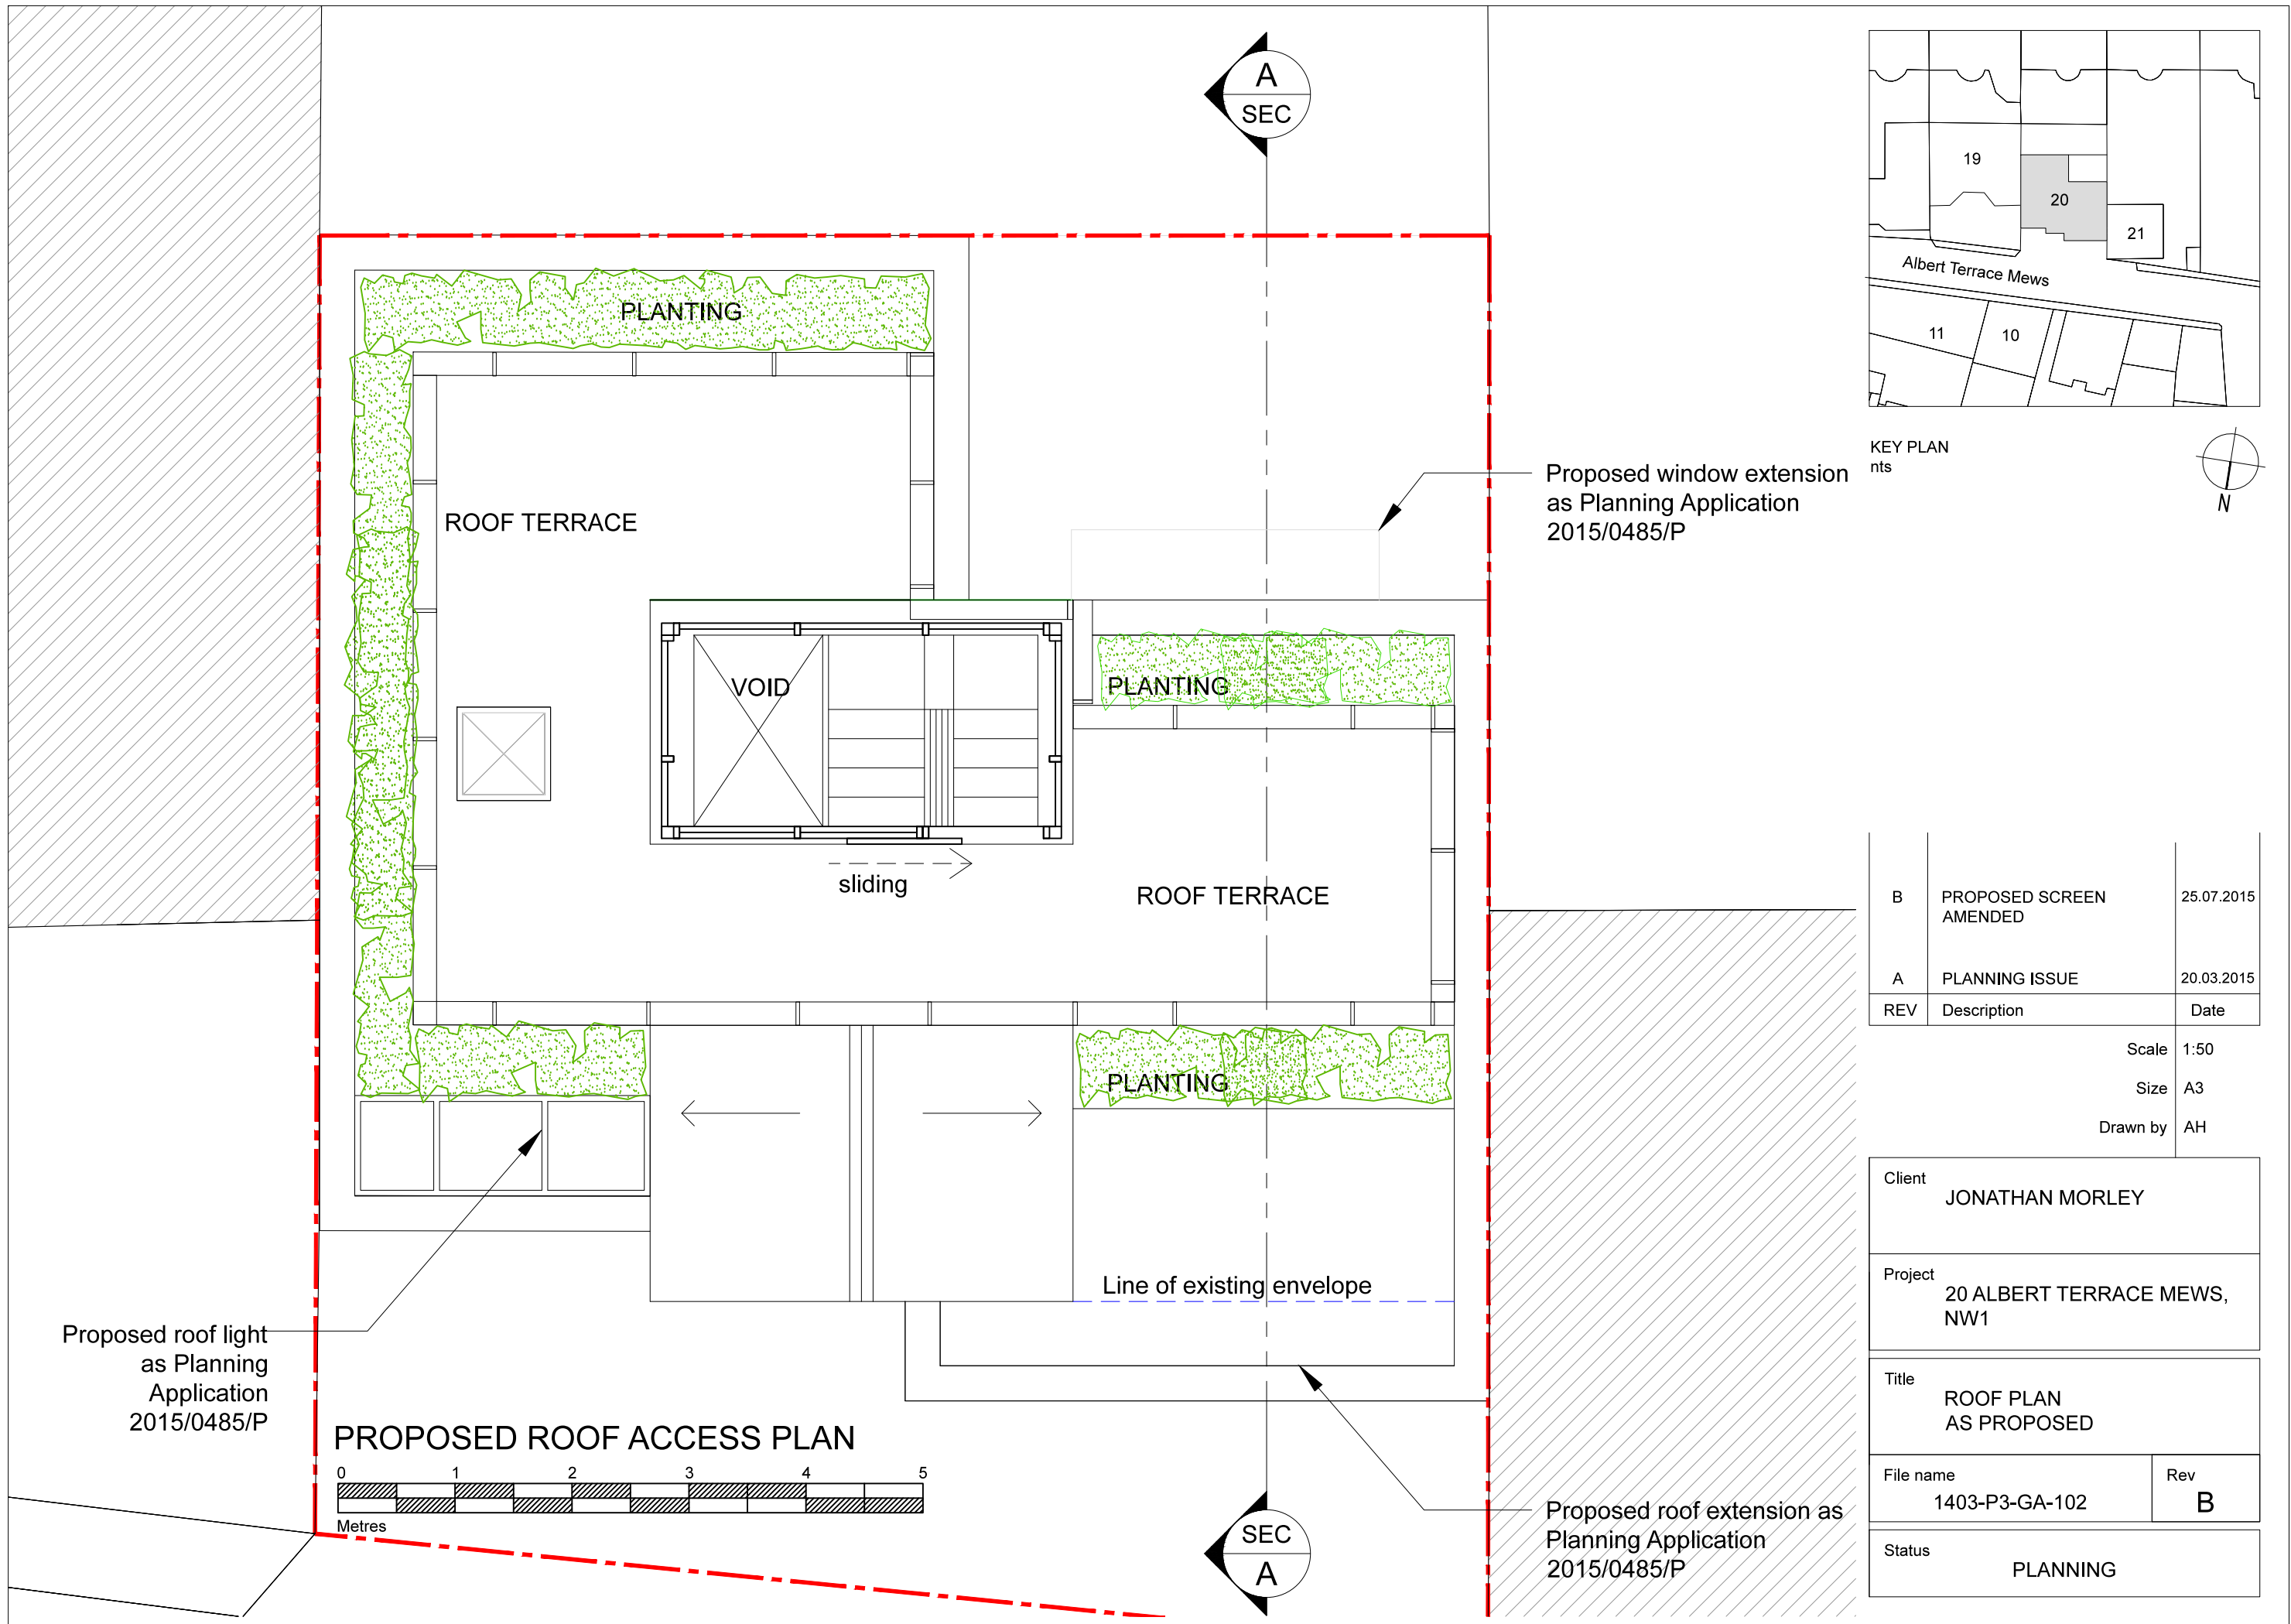 A
SEC
PLANTING
ROOF TERRACE
VOID
PLANTING
sliding
ROOF TERRACE
PLANTING
Line of existing envelope
Proposed window extension
as Planning Application
2015/0485/P
Proposed roof light
as Planning
Application
2015/0485/P
PROPOSED ROOF ACCESS PLAN
0 1 2 3 4 5
Metres
SEC
A
Proposed roof extension as
Planning Application
2015/0485/P
19
20
21
Albert Terrace Mews
11
10
KEY PLAN
nts
N
B PROPOSED SCREEN 25.07.2015
AMENDED
A PLANNING ISSUE 20.03.2015
REV Description Date
Scale 1:50
Size A3
Drawn by AH
Client
JONATHAN MORLEY
Project
20 ALBERT TERRACE MEWS,
NW1
Title
ROOF PLAN
AS PROPOSED
File name
1403-P3-GA-102
Rev
B
Status
PLANNING